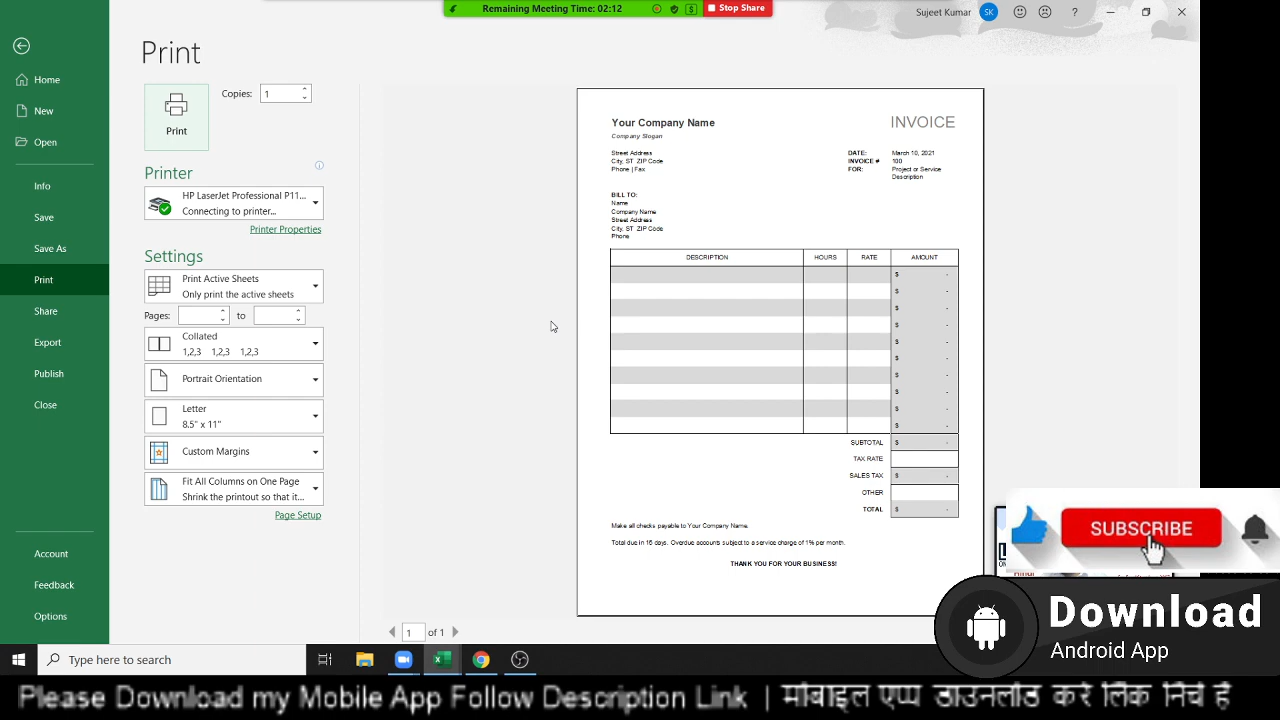 Remaining Meeting Time: 02:12
Stop Share
Sujeet Kumar
SK
?
Print
Home
New
Open
Info
Save
Save As
Print
Share
Export
Publish
Close
Account
Feedback
Options
Print
Copies: 1
Printer
HP LaserJet Professional P11...
Connecting to printer...
Printer Properties
Settings
Print Active Sheets
Only print the active sheets
Pages: to
Collated
1,2,3 1,2,3 1,2,3
Portrait Orientation
Letter
8.5" x 11"
Custom Margins
Fit All Columns on One Page
Shrink the printout so that it...
Page Setup
Your Company Name
INVOICE
Company Slogan
Street Address
City, ST ZIP Code
Phone | Fax
DATE: March 10, 2021
INVOICE # 100
FOR: Project or Service
Description
BILL TO:
Name
Company Name
Street Address
City, ST ZIP Code
Phone
DESCRIPTION HOURS RATE AMOUNT
$ -
$ -
$ -
$ -
$ -
$ -
$ -
$ -
$ -
$ -
SUBTOTAL $ -
TAX RATE
SALES TAX $ -
OTHER
TOTAL $ -
Make all checks payable to Your Company Name.
Total due in 15 days. Overdue accounts subject to a service charge of 1% per month.
THANK YOU FOR YOUR BUSINESS!
1 of 1
SUBSCRIBE
Download
Android App
Type here to search
Please Download my Mobile App Follow Description Link | मोबाइल एप्प डाउनलोड करे लिंक निचे है